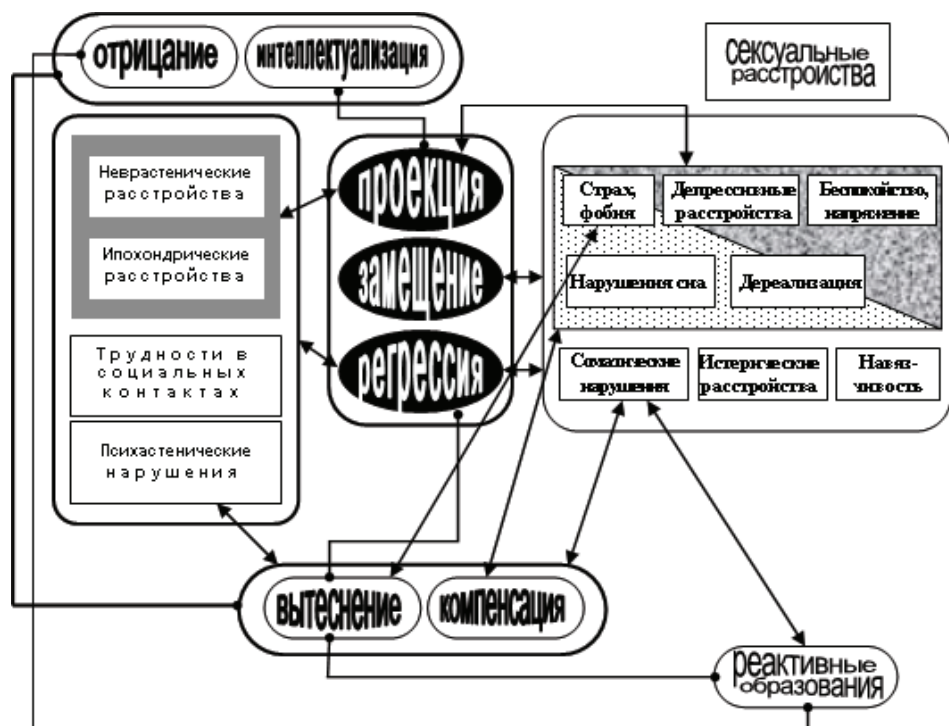 отрицание
интеллектуализация
сексуальные
расстройства
Неврастенические
расстройства
Ипохондрические
расстройства
Трудности в
социальных
контактах
Психастенические
нарушения
проекция
замещение
регрессия
Страх,
фобия
Депрессивные
расстройства
Беспокойство,
напряжение
Нарушения сна
Дереализация
Соматические
нарушения
Истерические
расстройства
Навяз-
чивость
вытеснение
компенсация
реактивные
образования